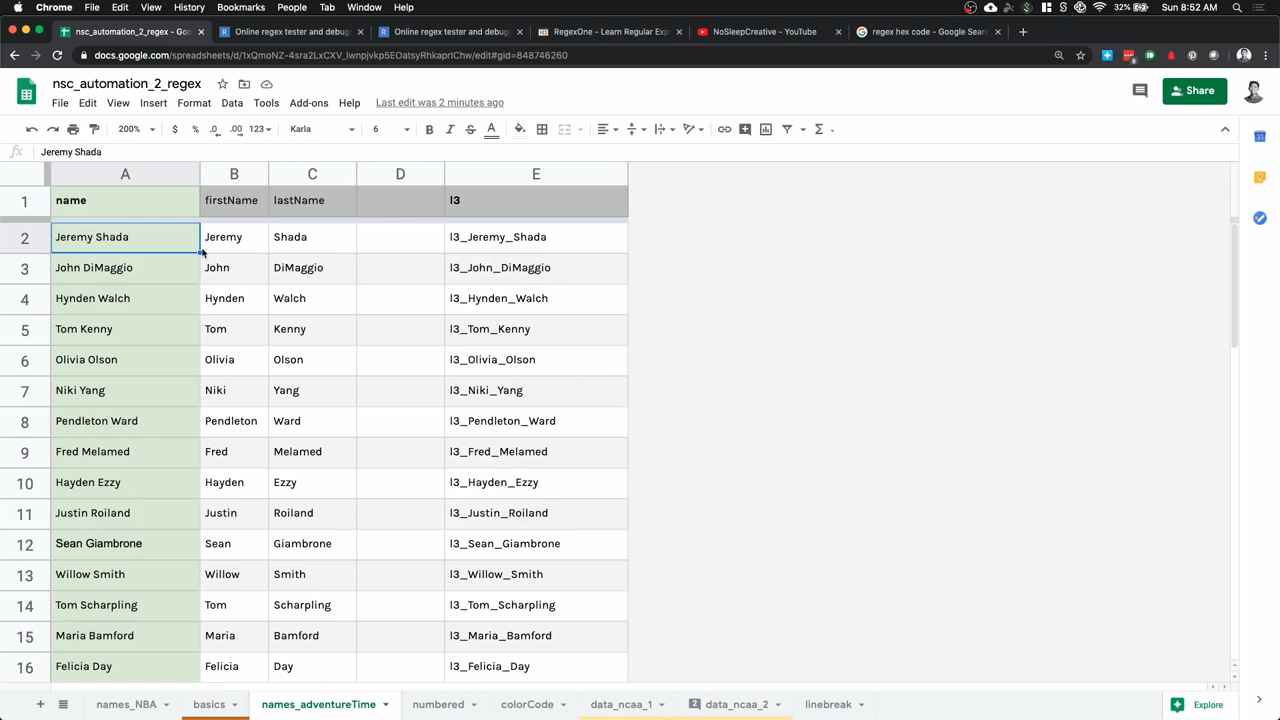 Chrome File Edit View History Bookmarks People Tab Window Help 32% Sun 8:52 AM
nsc_automation_2_regex - Goo Online regex tester and debug Online regex tester and debug RegexOne - Learn Regular Exp NoSleepCreative - YouTube regex hex code - Google Sear
docs.google.com/spreadsheets/d/1xQmoNZ-4sra2LxCXV_lwnpjvkp5EOatsyRhkaprIChw/edit#gid=848746260
nsc_automation_2_regex
File Edit View Insert Format Data Tools Add-ons Help Last edit was 2 minutes ago
Share
200% $ % .0 .00 123 Karla 6 B I S A
fx Jeremy Shada
A B C D E
1 name firstName lastName l3
2 Jeremy Shada Jeremy Shada l3_Jeremy_Shada
3 John DiMaggio John DiMaggio l3_John_DiMaggio
4 Hynden Walch Hynden Walch l3_Hynden_Walch
5 Tom Kenny Tom Kenny l3_Tom_Kenny
6 Olivia Olson Olivia Olson l3_Olivia_Olson
7 Niki Yang Niki Yang l3_Niki_Yang
8 Pendleton Ward Pendleton Ward l3_Pendleton_Ward
9 Fred Melamed Fred Melamed l3_Fred_Melamed
10 Hayden Ezzy Hayden Ezzy l3_Hayden_Ezzy
11 Justin Roiland Justin Roiland l3_Justin_Roiland
12 Sean Giambrone Sean Giambrone l3_Sean_Giambrone
13 Willow Smith Willow Smith l3_Willow_Smith
14 Tom Scharpling Tom Scharpling l3_Tom_Scharpling
15 Maria Bamford Maria Bamford l3_Maria_Bamford
16 Felicia Day Felicia Day l3_Felicia_Day
names_NBA basics names_adventureTime numbered colorCode data_ncaa_1 2 data_ncaa_2 linebreak Explore